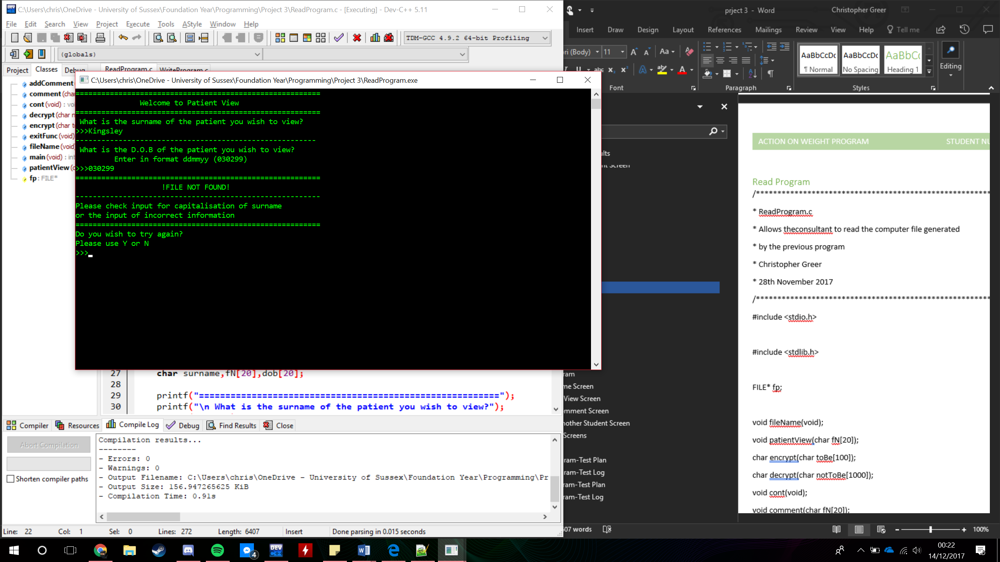 C:\Users\chris\OneDrive - University of Sussex\Foundation Year\Programming\Project 3\ReadProgram.c - [Executing] - Dev-C++ 5.11
File Edit Search View Project Execute Tools AStyle Window Help
TDM-GCC 4.9.2 64-bit Profiling
(globals)
Project Classes Debug ReadProgram.c WriteProgram.c
addComment
comment (char
cont (void) : voi
decrypt (char n
encrypt (char t
exitFunc (void)
fileName (void)
main (void) : int
patientView (c
fp : FILE*
C:\Users\chris\OneDrive - University of Sussex\Foundation Year\Programming\Project 3\ReadProgram.exe
=========================================================
Welcome to Patient View
=========================================================
What is the surname of the patient you wish to view?
>>>Kingsley
--------------------------------------------------------
What is the D.O.B of the patient you wish to view?
Enter in format ddmmyy (030299)
>>>030299
=========================================================
!FILE NOT FOUND!
---------------------------------------------------------
Please check input for capitalisation of surname
or the input of incorrect information
=========================================================
Do you wish to try again?
Please use Y or N
>>>
27 char surname,fN[20],dob[20];
28
29 printf("=========================================================");
30 printf("\n What is the surname of the patient you wish to view?");
Compiler Resources Compile Log Debug Find Results Close
Abort Compilation
Shorten compiler paths
Compilation results...
--------
- Errors: 0
- Warnings: 0
- Output Filename: C:\Users\chris\OneDrive - University of Sussex\Foundation Year\Programming\Pr
- Output Size: 156.947265625 KiB
- Compilation Time: 0.91s
Line: 22 Col: 1 Sel: 0 Lines: 272 Length: 6407 Insert Done parsing in 0.015 seconds
prject 3 - Word Christopher Greer
Insert Draw Design Layout References Mailings Review View Help Tell me
ri (Body) 11
AaBbCcDc AaBbCcDc AaBbCc
¶ Normal No Spacing Heading 1
Editing
Font Paragraph Styles
ults
nt Screen
ram
me Screen
View Screen
mment Screen
nother Student Screen
Screens
ram-Test Plan
ram-Test Log
ram-Test Plan
ram-Test Log
ACTION ON WEIGHT PROGRAM STUDENT NU
Read Program
/*******************************************************
* ReadProgram.c
* Allows theconsultant to read the computer file generated
* by the previous program
* Christopher Greer
* 28th November 2017
/*******************************************************
#include <stdio.h>
#include <stdlib.h>
FILE* fp;
void fileName(void);
void patientView(char fN[20]);
char encrypt(char toBe[100]);
char decrypt(char notToBe[1000]);
void cont(void);
void comment(char fN[20]);
07 words
100%
DEV C++
4
00:22
14/12/2017